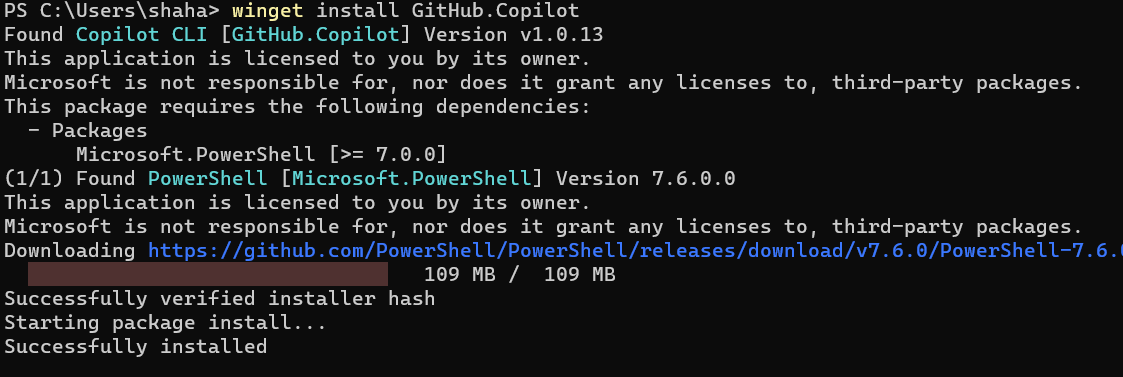 PS C:\Users\shaha> winget install GitHub.Copilot
Found Copilot CLI [GitHub.Copilot] Version v1.0.13
This application is licensed to you by its owner.
Microsoft is not responsible for, nor does it grant any licenses to, third-party packages.
This package requires the following dependencies:
  - Packages
      Microsoft.PowerShell [>= 7.0.0]
(1/1) Found PowerShell [Microsoft.PowerShell] Version 7.6.0.0
This application is licensed to you by its owner.
Microsoft is not responsible for, nor does it grant any licenses to, third-party packages.
Downloading https://github.com/PowerShell/PowerShell/releases/download/v7.6.0/PowerShell-7.6.
109 MB / 109 MB
Successfully verified installer hash
Starting package install...
Successfully installed